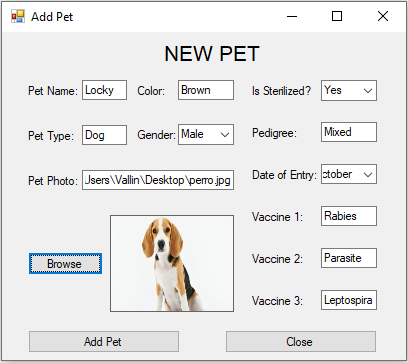 Add Pet
NEW PET
Pet Name: Locky Color: Brown Is Sterilized? Yes
Pet Type: Dog Gender: Male Pedigree: Mixed
Pet Photo: Jsers\Vallin\Desktop\perro.jpg Date of Entry: ctober
Vaccine 1: Rabies
Browse Vaccine 2: Parasite
Vaccine 3: Leptospira
Add Pet Close